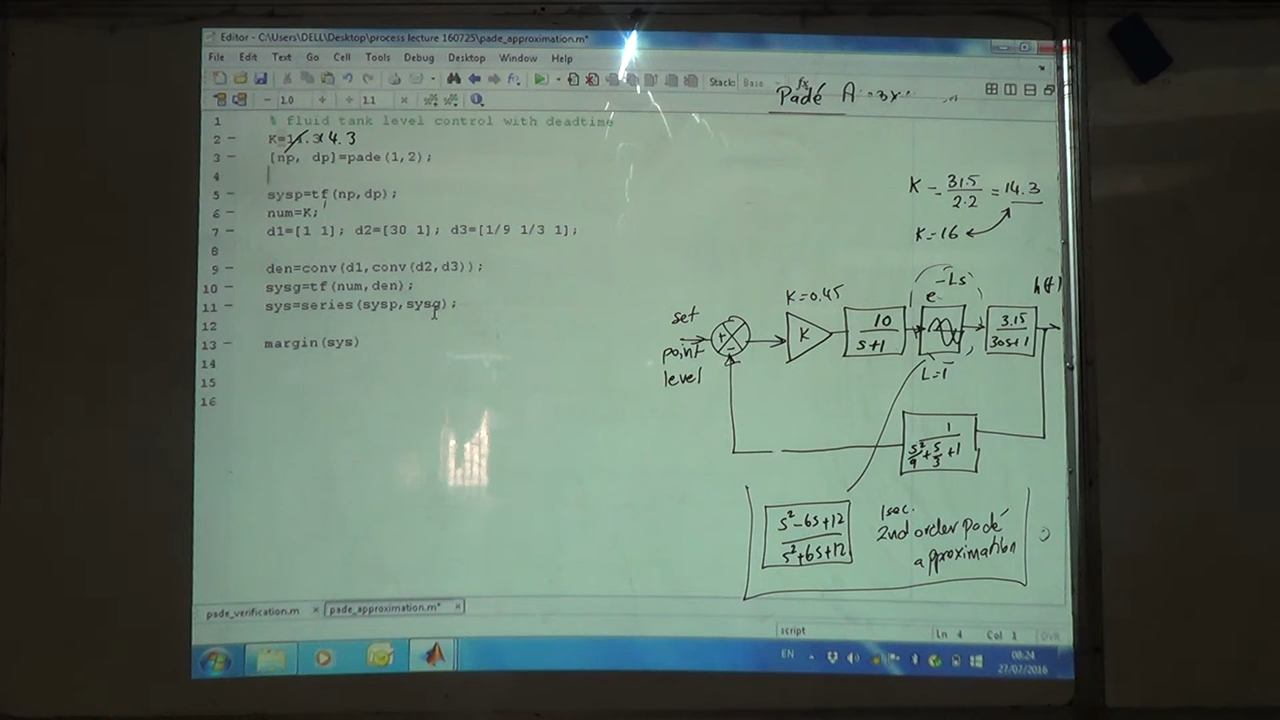 Editor - C:\Users\DELL\Desktop\process lecture 160725\pade_approximation.m*
File Edit Text Go Cell Tools Debug Desktop Window Help
Stack: Base fx
- 1.0 + ÷ 1.1 ×
Padé
1 % fluid tank level control with deadtime
2 - K= 14.3
3 - [np, dp]=pade(1,2);
4
5 - sysp=tf(np,dp);
6 - num=K;
7 - d1=[1 1]; d2=[30 1]; d3=[1/9 1/3 1];
8
9 - den=conv(d1,conv(d2,d3));
10 - sysg=tf(num,den);
11 - sys=series(sysp,sysg);
12
13 - margin(sys)
14
15
16
K = 31.5/2.2 = 14.3
K=16
set
point
level
+
-
K=0.45
K
10/s+1
e -Ls
L=1
3.15/30s+1
h(t)
1/s²/9+s/3+1
s²-6s+12/s²+6s+12
1sec.
2nd order Padé
approximation
pade_verification.m × pade_approximation.m* ×
script Ln 4 Col 1 OVR
EN 08:24
27/07/2016